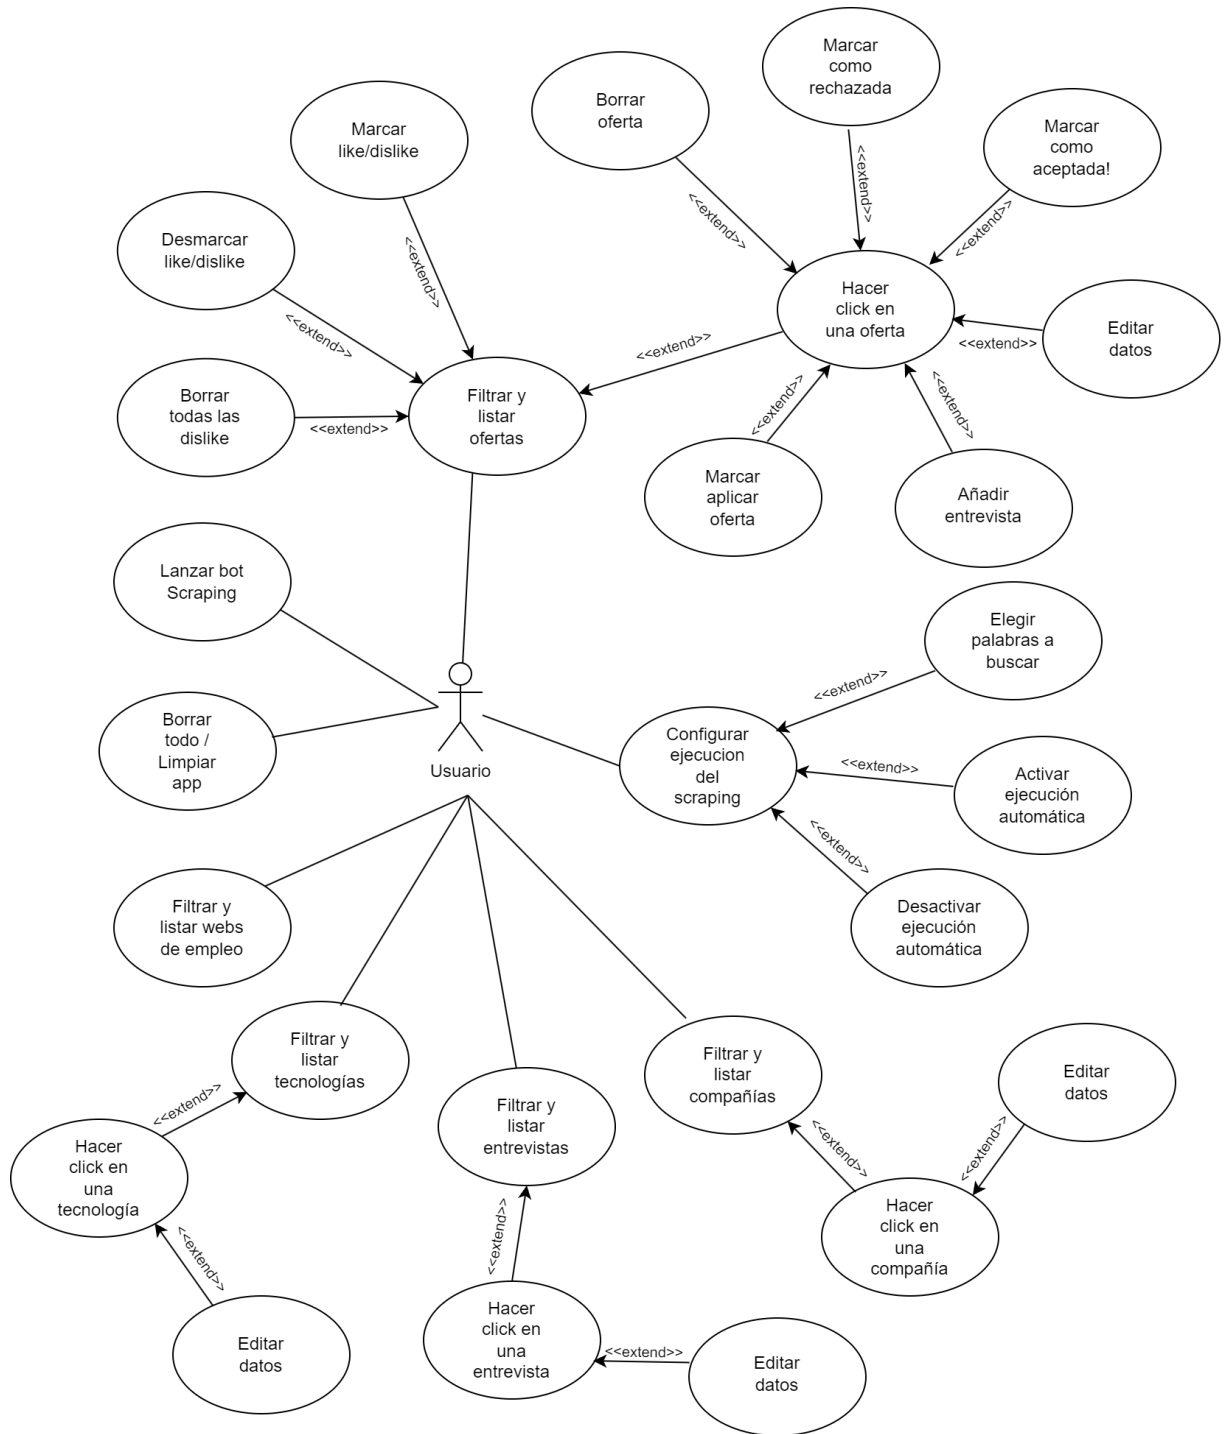 Marcar
como
rechazada
Borrar
oferta
Marcar
like/dislike
Marcar
como
aceptada!
<<extend>>
<<extend>>
<<extend>>
Desmarcar
like/dislike
<<extend>>
<<extend>>
Hacer
click en
una oferta
Editar
datos
<<extend>>
<<extend>>
Borrar
todas las
dislike
<<extend>>
Filtrar y
listar
ofertas
<<extend>>
<<extend>>
Marcar
aplicar
oferta
Añadir
entrevista
Lanzar bot
Scraping
Elegir
palabras a
buscar
<<extend>>
Borrar
todo /
Limpiar
app
Usuario
Configurar
ejecucion
del
scraping
<<extend>>
Activar
ejecución
automática
<<extend>>
Filtrar y
listar webs
de empleo
Desactivar
ejecución
automática
Filtrar y
listar
tecnologías
Filtrar y
listar
compañías
Editar
datos
<<extend>>
Filtrar y
listar
entrevistas
<<extend>>
<<extend>>
Hacer
click en
una
tecnología
Hacer
click en
una
compañía
<<extend>>
<<extend>>
Editar
datos
Hacer
click en
una
entrevista
<<extend>>
Editar
datos